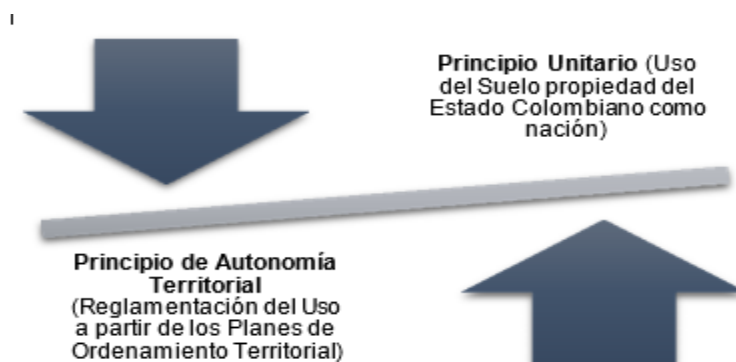 Principio Unitario (Uso
del Suelo propiedad del
Estado Colombiano como
nación)
Principio de Autonomía
Territorial
(Reglamentación del Uso
a partir de los Planes de
Ordenamiento Territorial)